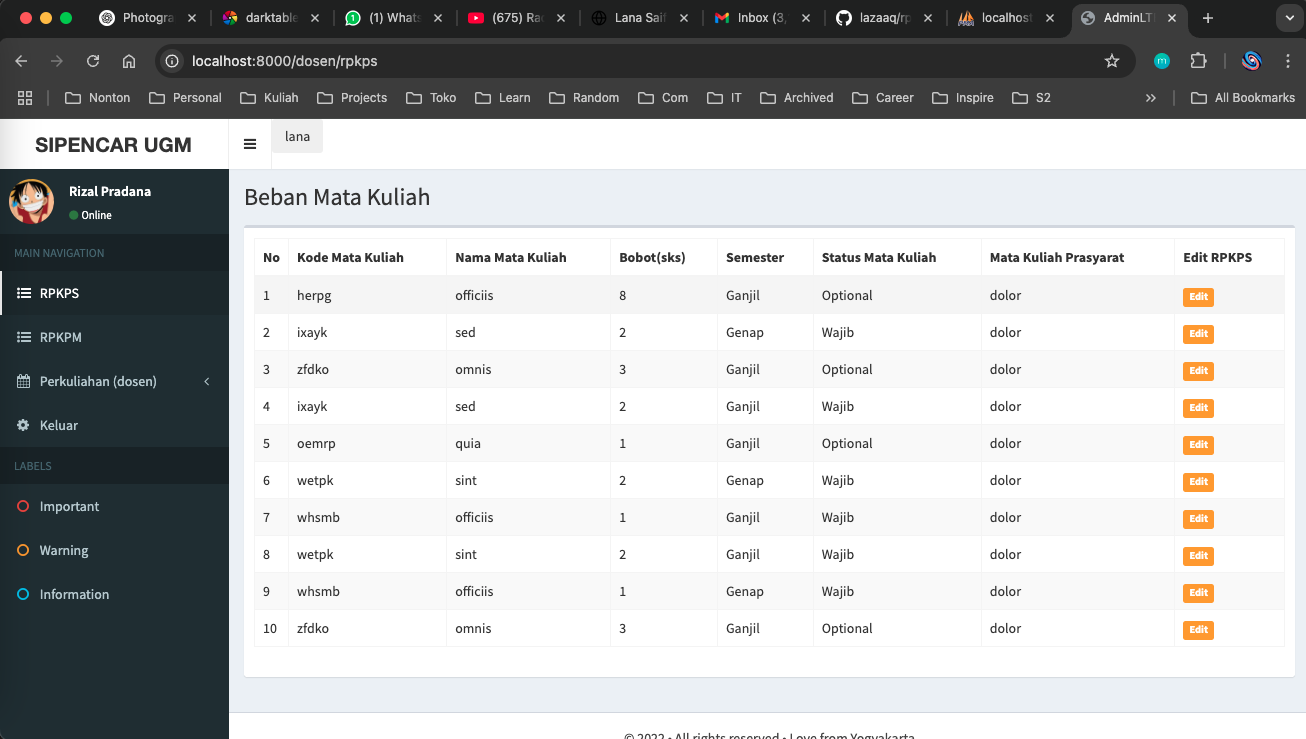 Photogra
darktable
(1) Whats
(675) Rac
Lana Saif
Inbox (3,
lazaaq/rp
localhost
AdminLTE
localhost:8000/dosen/rpkps
m
Nonton Personal Kuliah Projects Toko Learn Random Com IT Archived Career Inspire S2 » All Bookmarks
SIPENCAR UGM
lana
Rizal Pradana
Online
MAIN NAVIGATION
RPKPS
RPKPM
Perkuliahan (dosen)
Keluar
LABELS
Important
Warning
Information
Beban Mata Kuliah
No Kode Mata Kuliah Nama Mata Kuliah Bobot(sks) Semester Status Mata Kuliah Mata Kuliah Prasyarat Edit RPKPS
1 herpg officiis 8 Ganjil Optional dolor Edit
2 ixayk sed 2 Genap Wajib dolor Edit
3 zfdko omnis 3 Ganjil Optional dolor Edit
4 ixayk sed 2 Ganjil Wajib dolor Edit
5 oemrp quia 1 Ganjil Optional dolor Edit
6 wetpk sint 2 Genap Wajib dolor Edit
7 whsmb officiis 1 Ganjil Wajib dolor Edit
8 wetpk sint 2 Ganjil Wajib dolor Edit
9 whsmb officiis 1 Genap Wajib dolor Edit
10 zfdko omnis 3 Ganjil Optional dolor Edit
© 2022 • All rights reserved • Love from Yogyakarta